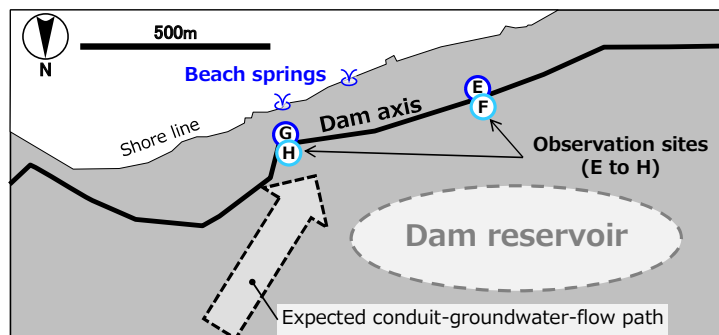 500m
N
Beach springs
Shore line
Dam axis
E
F
G
H
Observation sites
(E to H)
Dam reservoir
Expected conduit-groundwater-flow path